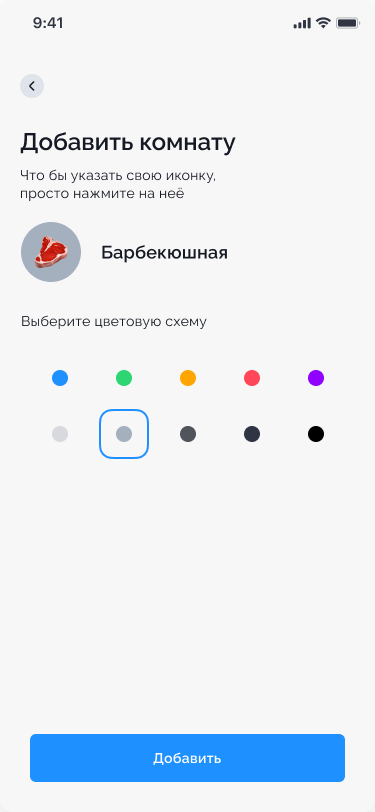 9:41
Добавить комнату
Что бы указать свою иконку,
просто нажмите на неё
Барбекюшная
Выберите цветовую схему
Добавить